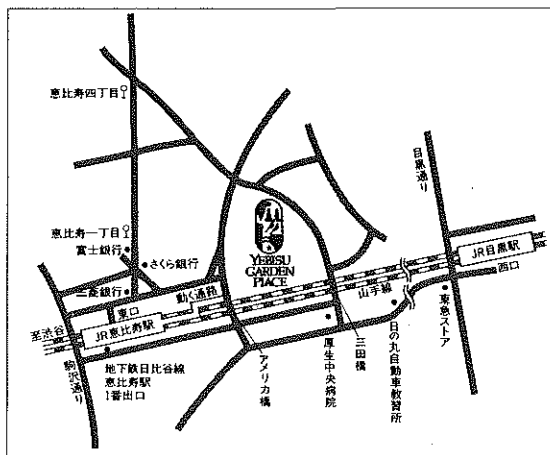 恵比寿四丁目
恵比寿一丁目
富士銀行
さくら銀行
三菱銀行
東口
動く通路
至渋谷
JR恵比寿駅
駒沢通り
地下鉄日比谷線
恵比寿駅
1番出口
YEBISU
GARDEN
PLACE
アメリカ橋
厚生中央病院
三田橋
山手線
日の丸自動車教習所
目黒通り
JR目黒駅
西口
東急ストア